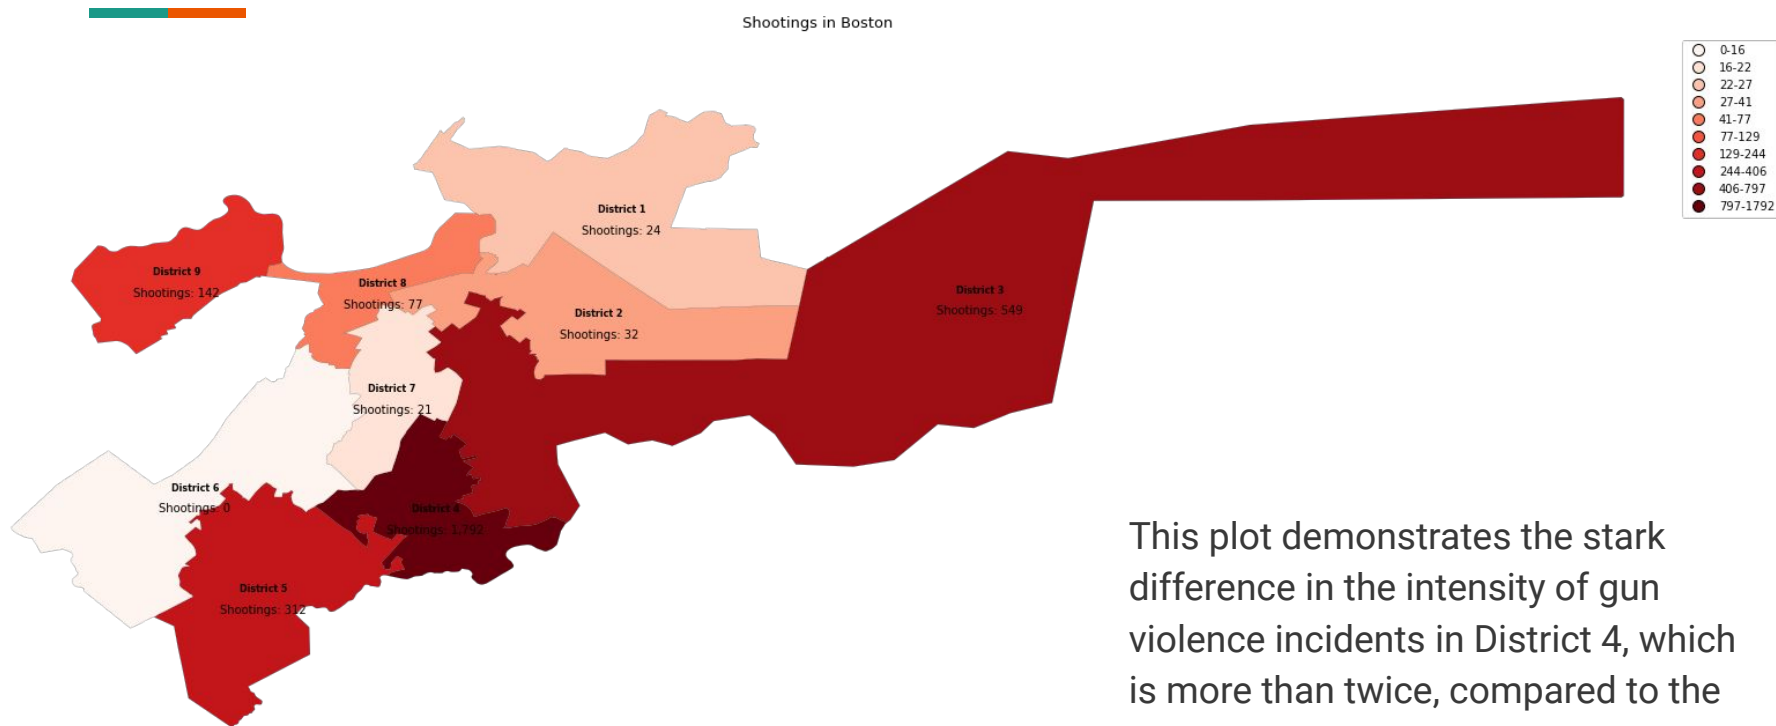 Shootings in Boston
0-16
16-22
22-27
27-41
41-77
77-129
129-244
244-406
406-797
797-1792
District 1
Shootings: 24
District 9
Shootings: 142
District 8
Shootings: 77
District 3
Shootings: 549
District 2
Shootings: 32
District 7
Shootings: 21
District 6
Shootings: 0
District 4
Shootings: 1,792
District 5
Shootings: 312
This plot demonstrates the stark
difference in the intensity of gun
violence incidents in District 4, which
is more than twice, compared to the